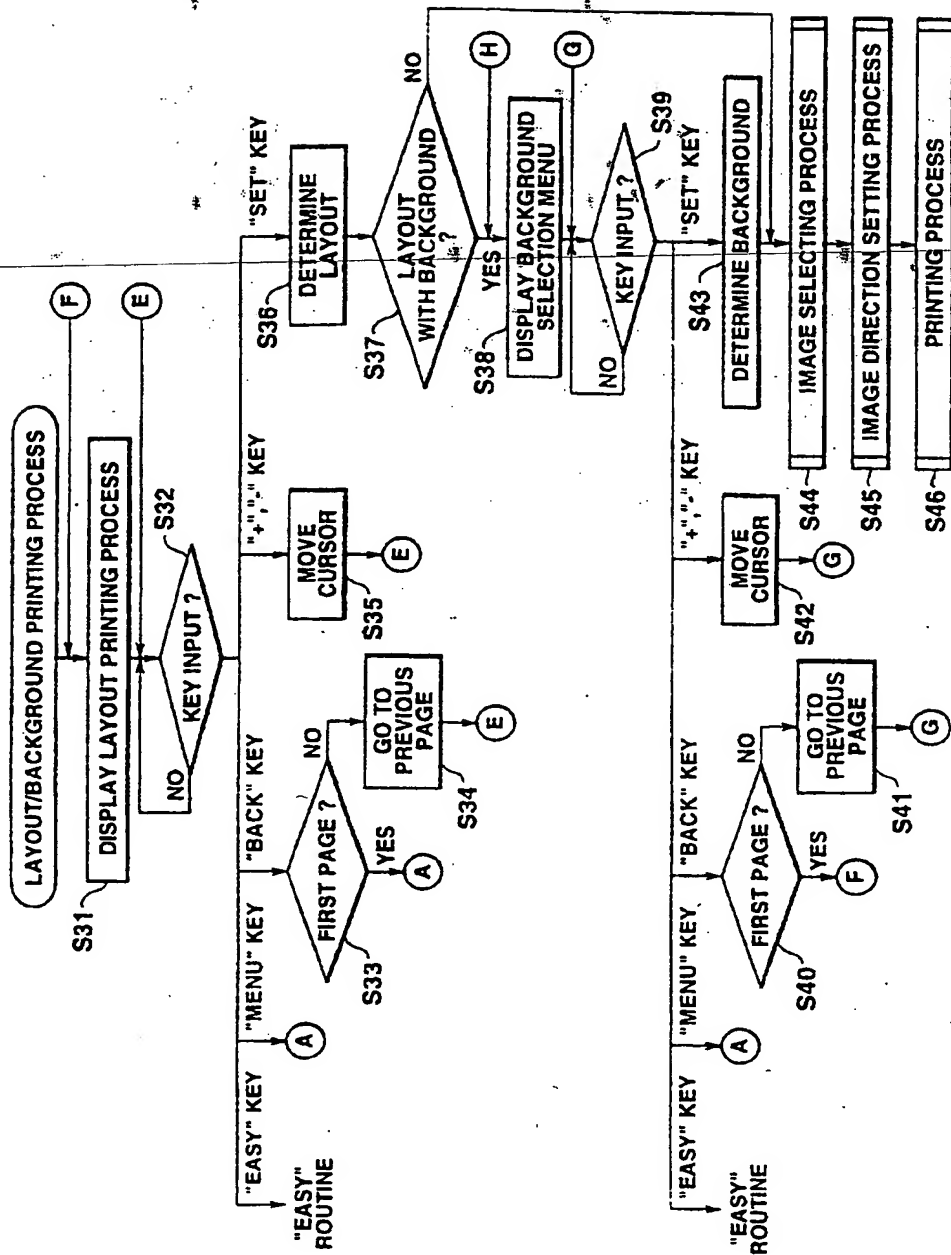 LAYOUT/BACKGROUND PRINTING PROCESS
F
S31
DISPLAY LAYOUT PRINTING PROCESS
E
S32
KEY INPUT ?
NO
"EASY" KEY
"MENU" KEY
"BACK" KEY
"+","-" KEY
"SET" KEY
"EASY"
ROUTINE
A
S33
FIRST PAGE ?
NO
YES
A
S34
GO TO
PREVIOUS
PAGE
E
S35
MOVE
CURSOR
E
S36
DETERMINE
LAYOUT
S37
LAYOUT
WITH BACKGROUND
?
NO
YES
H
S38
DISPLAY BACKGROUND
SELECTION MENU
G
S39
KEY INPUT ?
NO
"EASY" KEY
"MENU" KEY
"BACK" KEY
"+","-" KEY
"SET" KEY
"EASY"
ROUTINE
A
S40
FIRST PAGE ?
NO
YES
F
S41
GO TO
PREVIOUS
PAGE
G
S42
MOVE
CURSOR
G
S43
DETERMINE BACKGROUND
S44
IMAGE SELECTING PROCESS
S45
IMAGE DIRECTION SETTING PROCESS
S46
PRINTING PROCESS